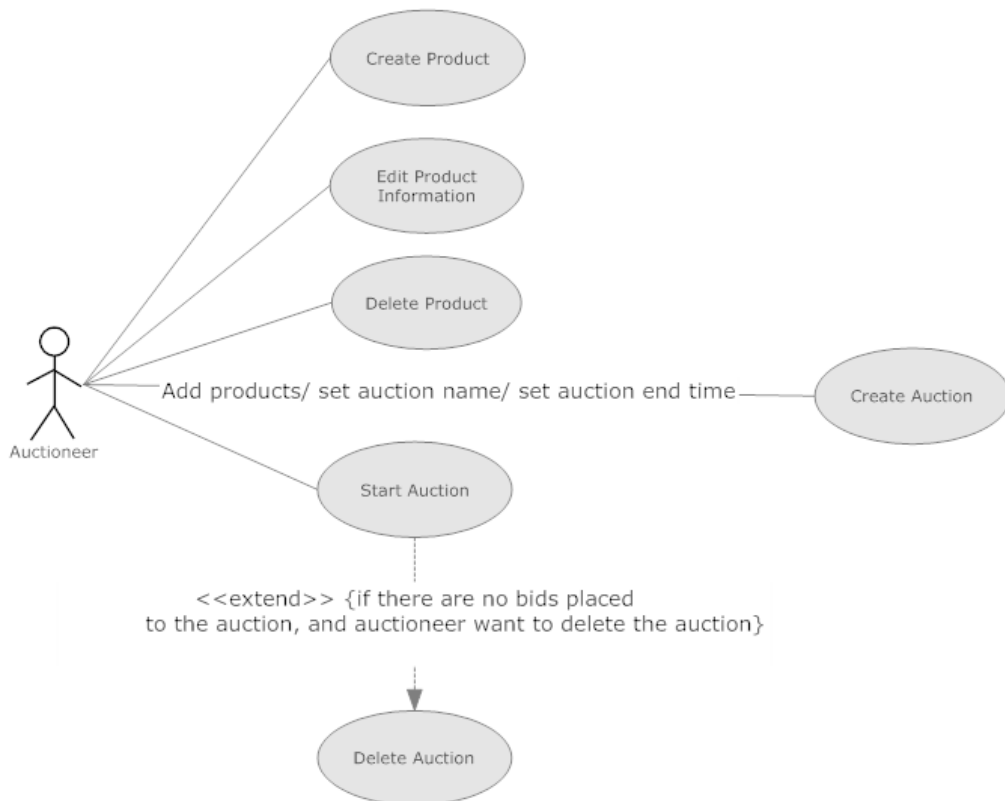 Create Product
Edit Product
Information
Delete Product
Add products/ set auction name/ set auction end time
Create Auction
Auctioneer
Start Auction
<<extend>> {if there are no bids placed
to the auction, and auctioneer want to delete the auction}
Delete Auction